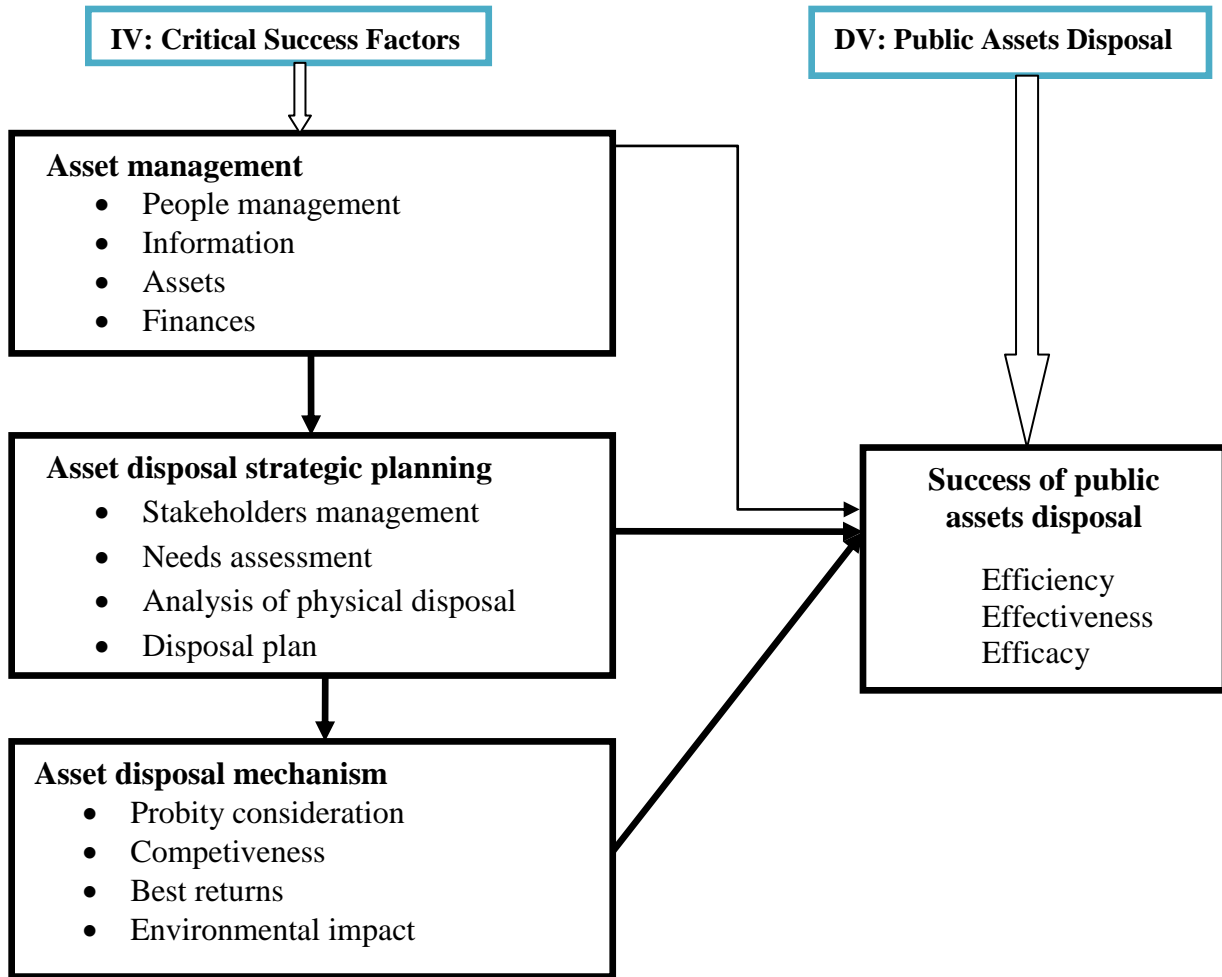 IV: Critical Success Factors
DV: Public Assets Disposal
Asset management
• People management
• Information
• Assets
• Finances
Asset disposal strategic planning
• Stakeholders management
• Needs assessment
• Analysis of physical disposal
• Disposal plan
Asset disposal mechanism
• Probity consideration
• Competiveness
• Best returns
• Environmental impact
Success of public
assets disposal
Efficiency
Effectiveness
Efficacy